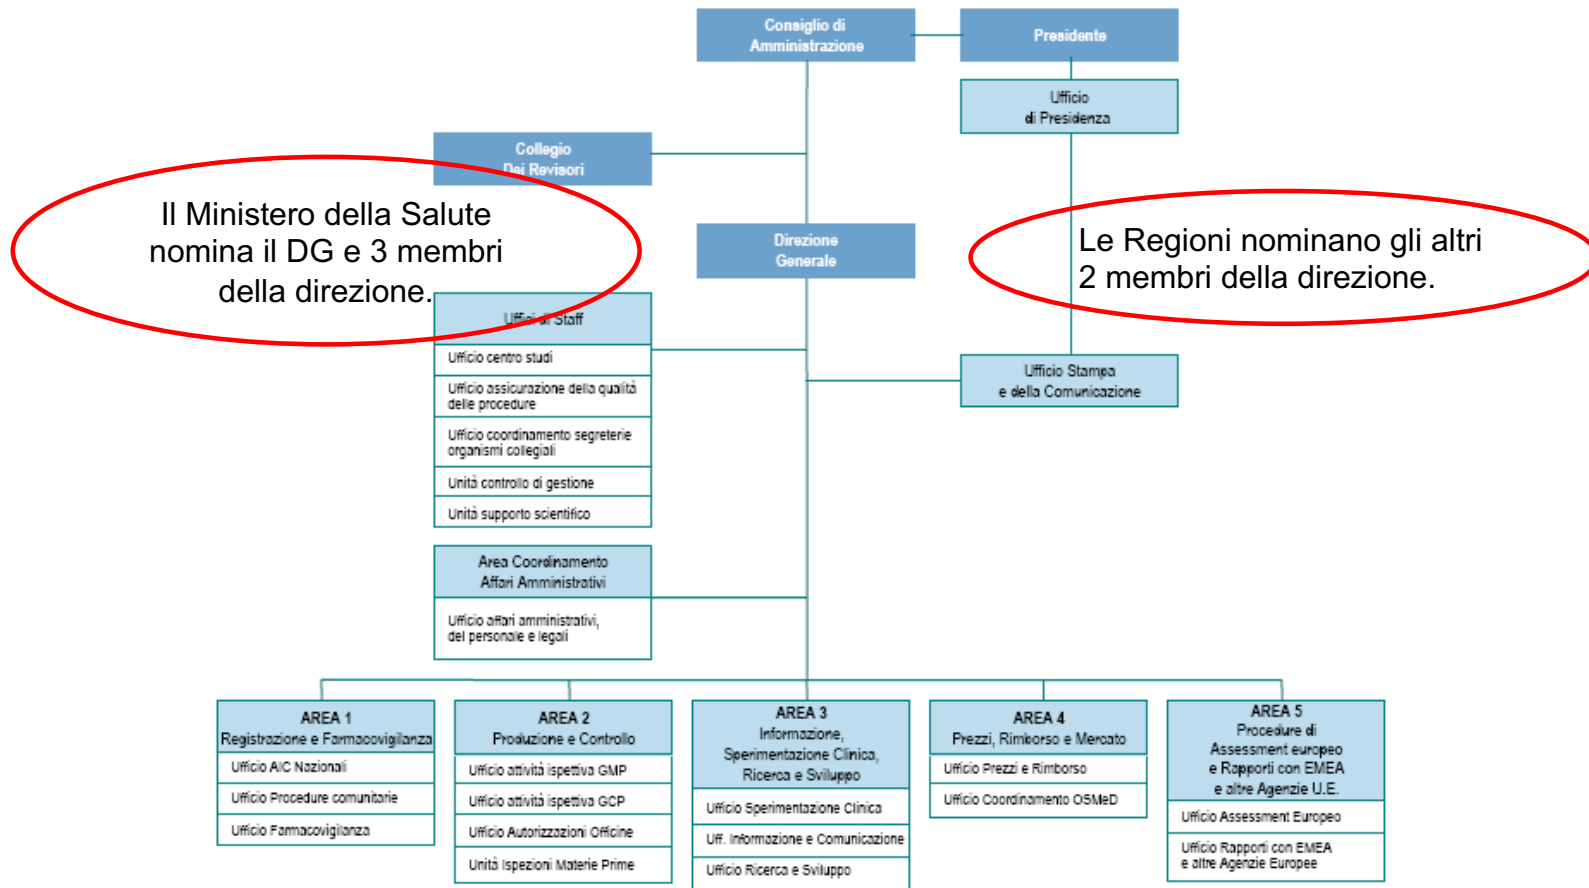 Consiglio di
Amministrazione
Presidente
Ufficio
di Presidenza
Collegio
Dei Revisori
Il Ministero della Salute
nomina il DG e 3 membri
della direzione.
Direzione
Generale
Le Regioni nominano gli altri
2 membri della direzione.
Uffici di Staff
Ufficio centro studi
Ufficio assicurazione della qualità
delle procedure
Ufficio coordinamento segreterie
organismi collegiali
Unità controllo di gestione
Unità supporto scientifico
Ufficio Stampa
e della Comunicazione
Area Coordinamento
Affari Amministrativi
Ufficio affari amministrativi,
del personale e legali
AREA 1
Registrazione e Farmacovigilanza
Ufficio AIC Nazionali
Ufficio Procedure comunitarie
Ufficio Farmacovigilanza
AREA 2
Produzione e Controllo
Ufficio attività ispettiva GMP
Ufficio attività ispettiva GCP
Ufficio Autorizzazioni Officine
Unità Ispezioni Materie Prime
AREA 3
Informazione,
Sperimentazione Clinica,
Ricerca e Sviluppo
Ufficio Sperimentazione Clinica
Uff. Informazione e Comunicazione
Ufficio Ricerca e Sviluppo
AREA 4
Prezzi, Rimborso e Mercato
Ufficio Prezzi e Rimborso
Ufficio Coordinamento OSMeD
AREA 5
Procedure di
Assessment europeo
e Rapporti con EMEA
e altre Agenzie U.E.
Ufficio Assessment Europeo
Ufficio Rapporti con EMEA
e altre Agenzie Europee